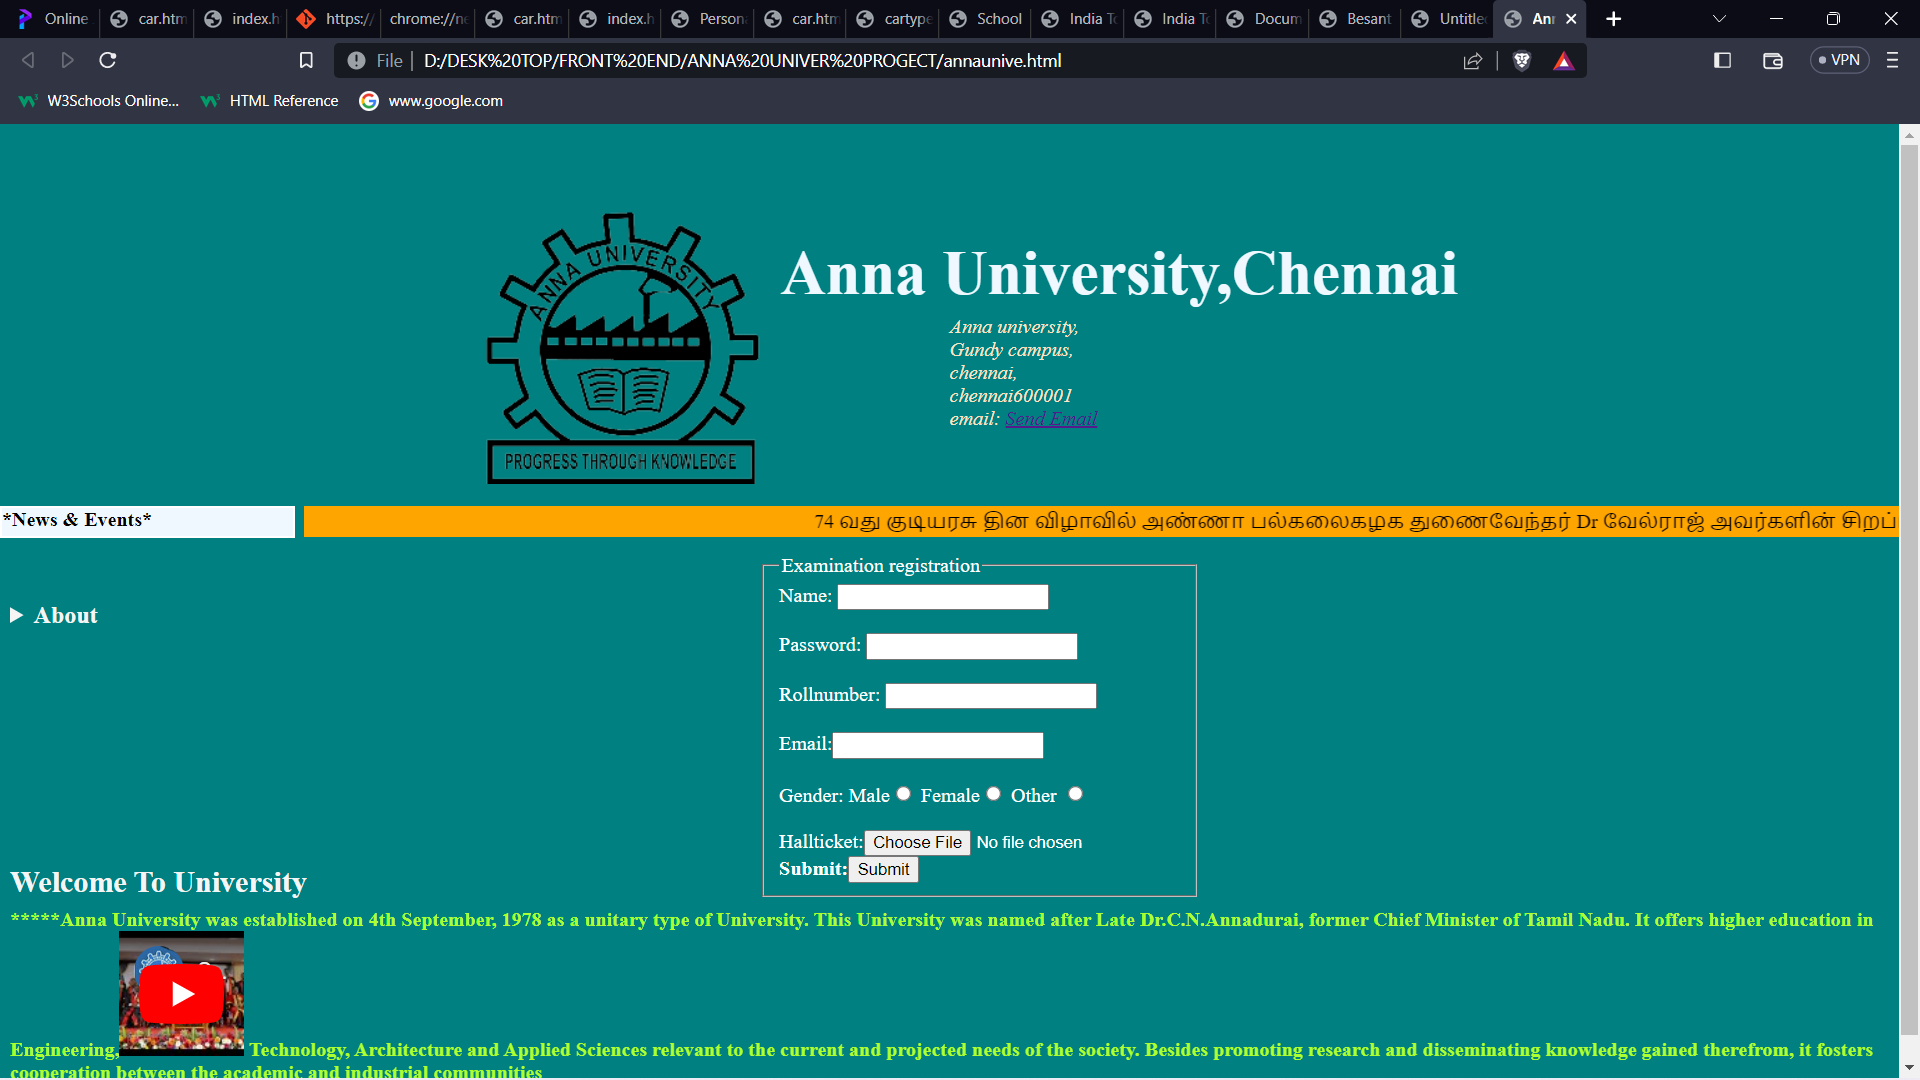 Online
car.htm
index.h
https:/
chrome://ne
car.htm
index.h
Person
car.htm
cartype
School
India To
India To
Docum
Besant
Untitle
An
File
D:/DESK%20TOP/FRONT%20END/ANNA%20UNIVER%20PROGECT/annaunive.html
VPN
W3Schools Online...
HTML Reference
www.google.com
ANNA UNIVERSITY
PROGRESS THROUGH KNOWLEDGE
Anna University,Chennai
Anna university,
Gundy campus,
chennai,
chennai600001
email: Send Email
*News & Events*
74 வது குடியரசு தின விழாவில் அண்ணா பல்கலைகழக துணைவேந்தர் Dr வேல்ராஜ் அவர்களின் சிறப்
Examination registration
Name:
Password:
Rollnumber:
Email:
Gender: Male Female Other
Hallticket: Choose File No file chosen
Submit: Submit
About
Welcome To University
*****Anna University was established on 4th September, 1978 as a unitary type of University. This University was named after Late Dr.C.N.Annadurai, former Chief Minister of Tamil Nadu. It offers higher education in
Engineering, Technology, Architecture and Applied Sciences relevant to the current and projected needs of the society. Besides promoting research and disseminating knowledge gained therefrom, it fosters
cooperation between the academic and industrial communities